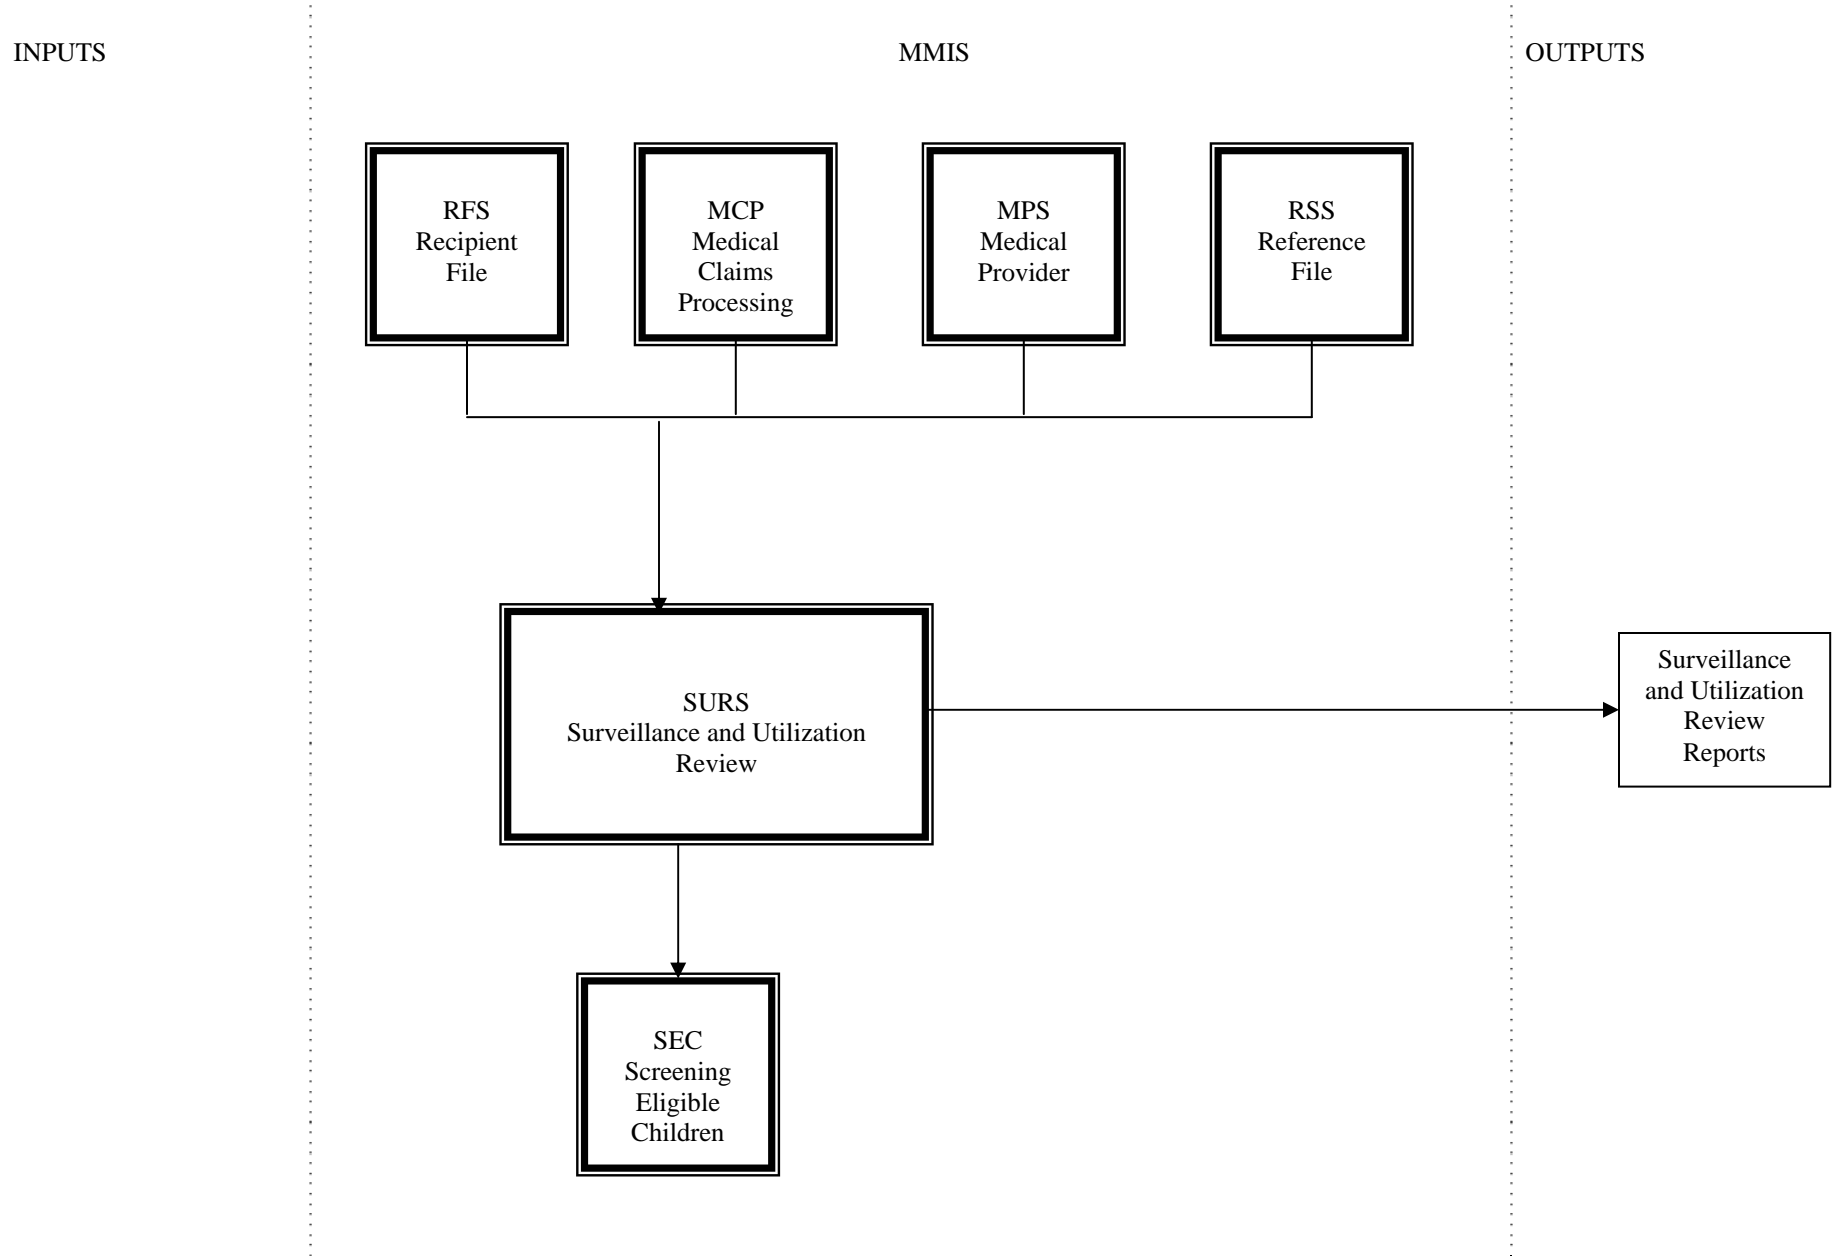 INPUTS
MMIS
OUTPUTS
RFS
Recipient
File
MCP
Medical
Claims
Processing
MPS
Medical
Provider
RSS
Reference
File
SURS
Surveillance and Utilization
Review
Surveillance
and Utilization
Review
Reports
SEC
Screening
Eligible
Children